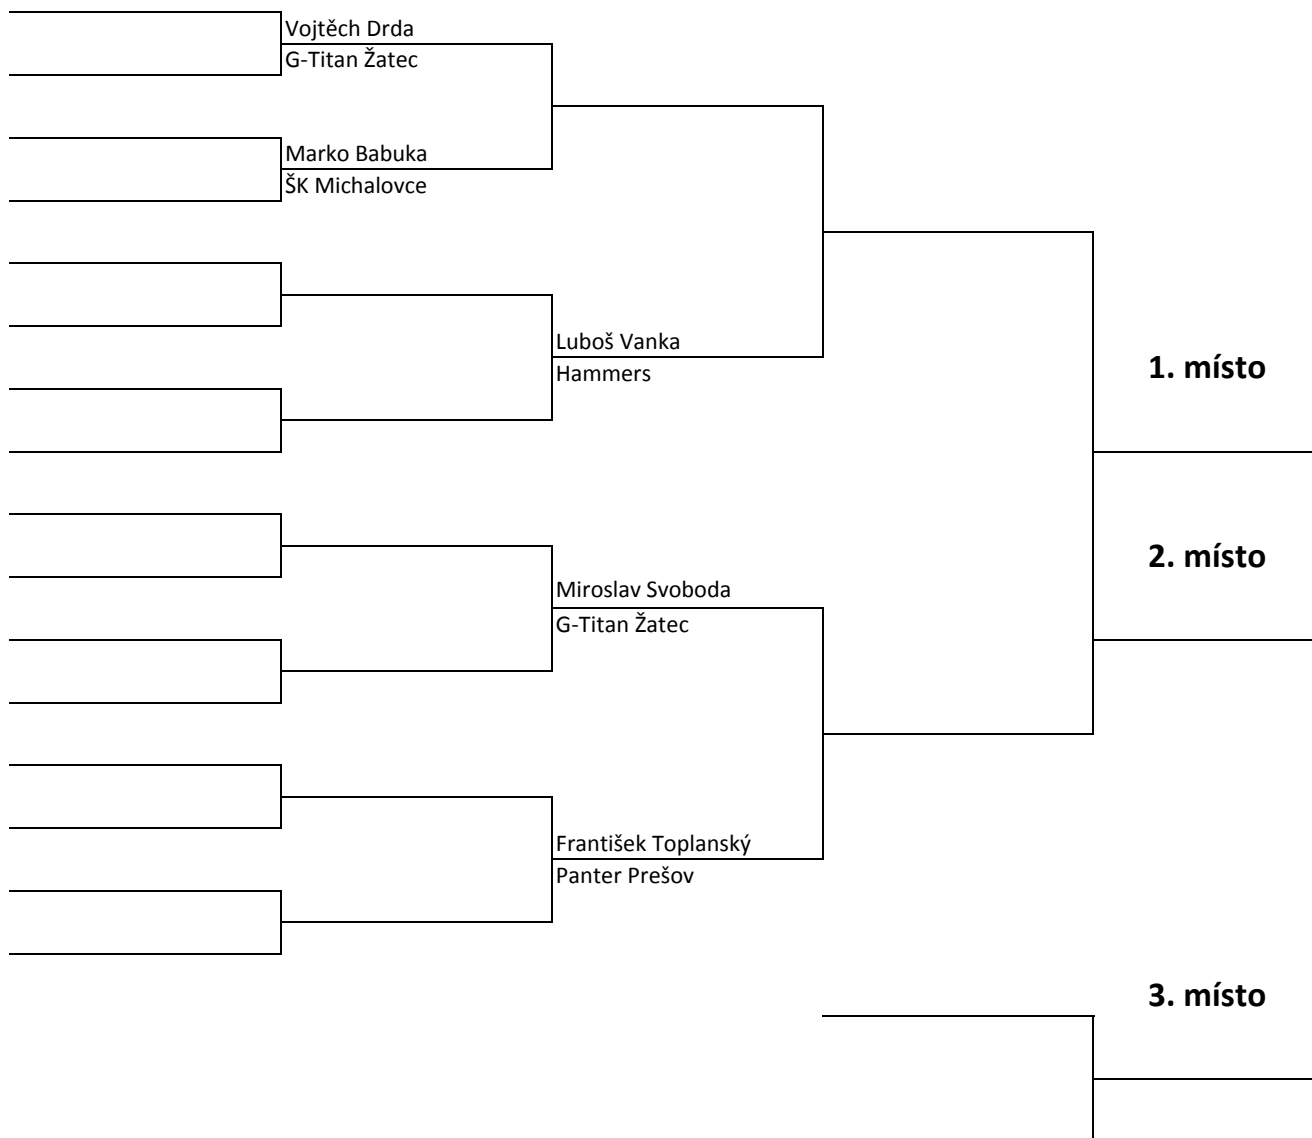 Vojtěch Drda
G-Titan Žatec
Marko Babuka
ŠK Michalovce
Luboš Vanka
Hammers
1. místo
2. místo
Miroslav Svoboda
G-Titan Žatec
František Toplanský
Panter Prešov
3. místo